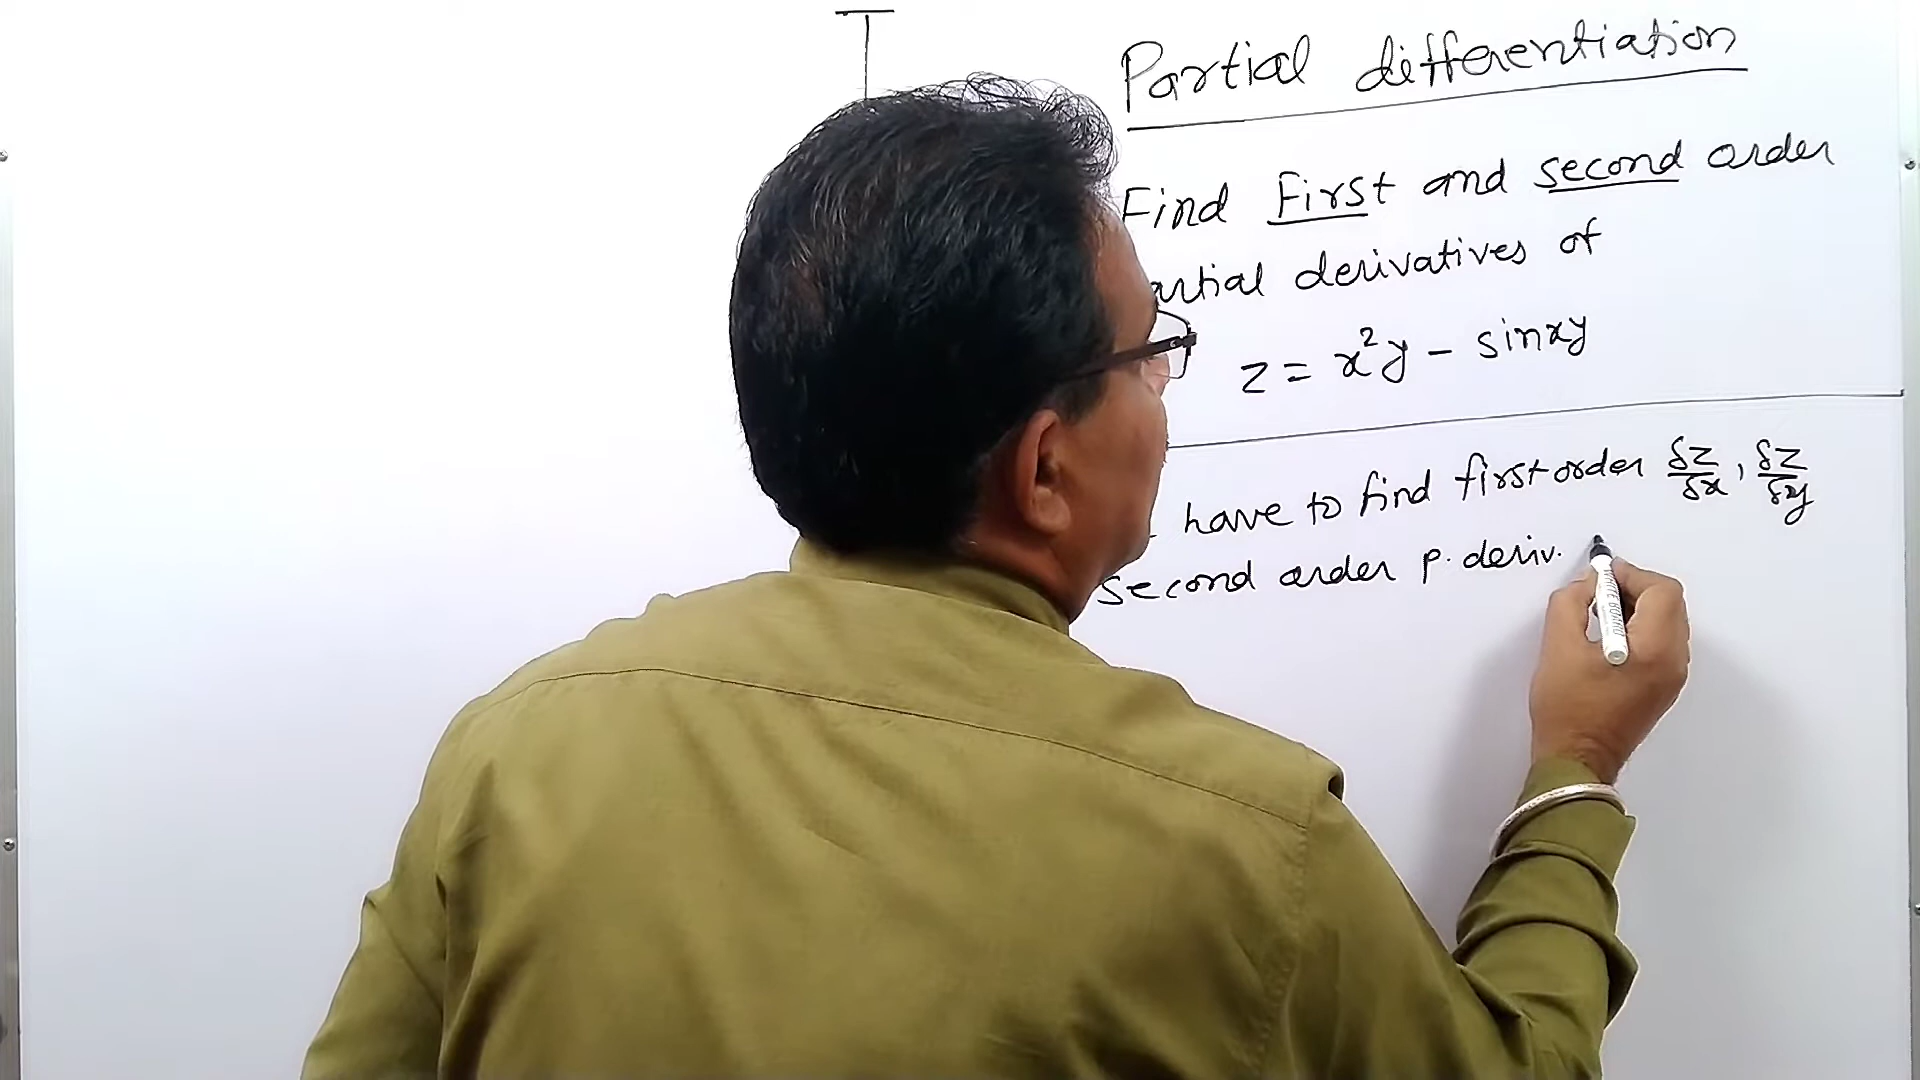 Partial differentiation
Find First and second order
artial derivatives of
z = x²y - sinxy
have to find first order δz/δx, δz/δy
second order p. deriv.